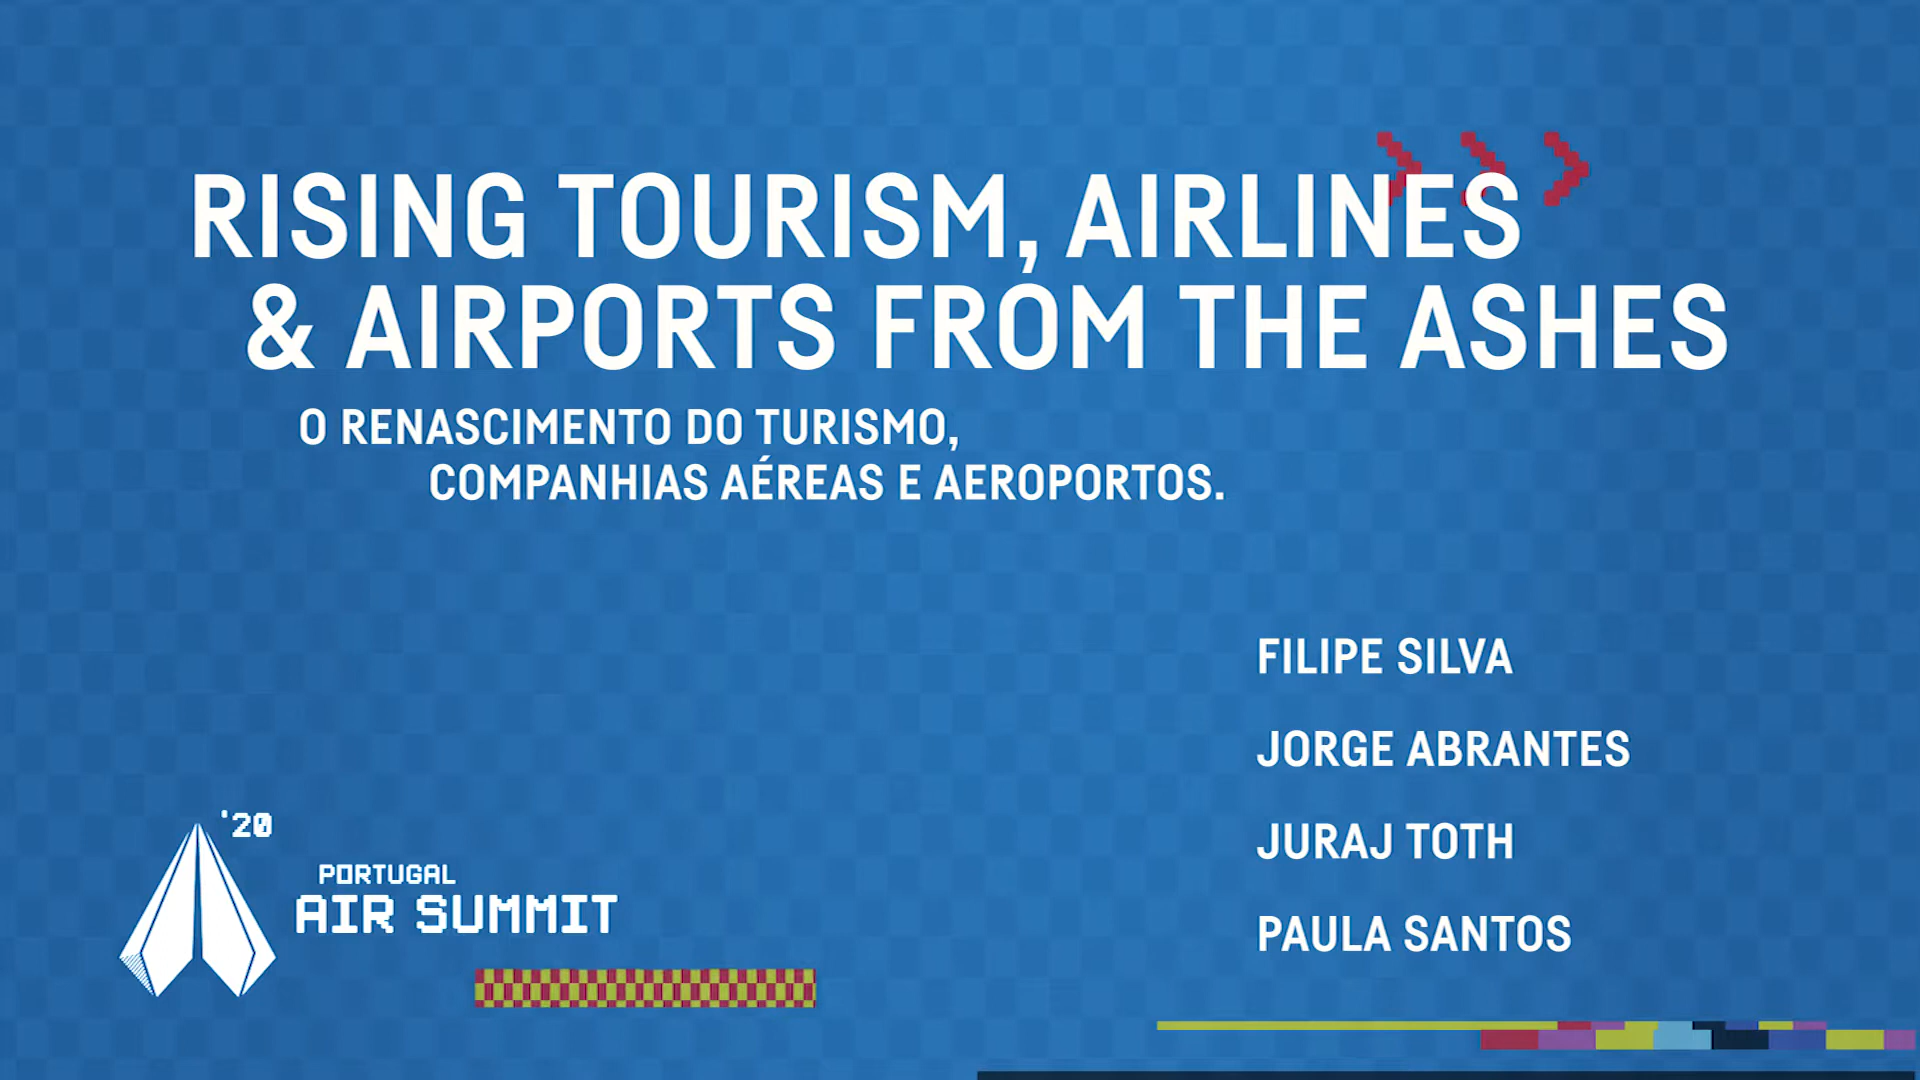 RISING TOURISM, AIRLINES
& AIRPORTS FROM THE ASHES
O RENASCIMENTO DO TURISMO,
COMPANHIAS AÉREAS E AEROPORTOS.
FILIPE SILVA
JORGE ABRANTES
JURAJ TOTH
PAULA SANTOS
'20
PORTUGAL
AIR SUMMIT